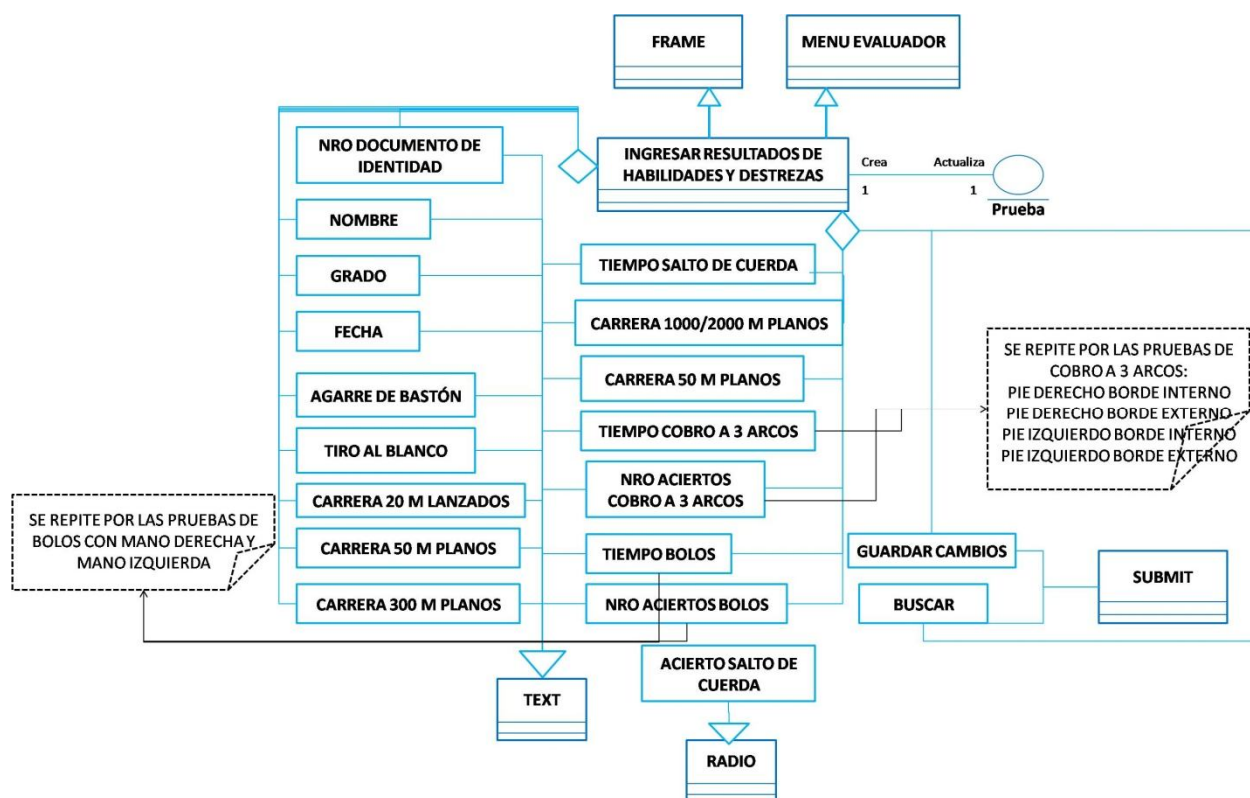 FRAME
MENU EVALUADOR
NRO DOCUMENTO DE
IDENTIDAD
INGRESAR RESULTADOS DE
HABILIDADES Y DESTREZAS
Crea
Actualiza
1
1
Prueba
NOMBRE
GRADO
FECHA
AGARRE DE BASTÓN
TIRO AL BLANCO
CARRERA 20 M LANZADOS
CARRERA 50 M PLANOS
CARRERA 300 M PLANOS
TIEMPO SALTO DE CUERDA
CARRERA 1000/2000 M PLANOS
CARRERA 50 M PLANOS
TIEMPO COBRO A 3 ARCOS
NRO ACIERTOS
COBRO A 3 ARCOS
TIEMPO BOLOS
NRO ACIERTOS BOLOS
SE REPITE POR LAS PRUEBAS DE
COBRO A 3 ARCOS:
PIE DERECHO BORDE INTERNO
PIE DERECHO BORDE EXTERNO
PIE IZQUIERDO BORDE INTERNO
PIE IZQUIERDO BORDE EXTERNO
SE REPITE POR LAS PRUEBAS DE
BOLOS CON MANO DERECHA Y
MANO IZQUIERDA
GUARDAR CAMBIOS
BUSCAR
SUBMIT
ACIERTO SALTO DE
CUERDA
TEXT
RADIO